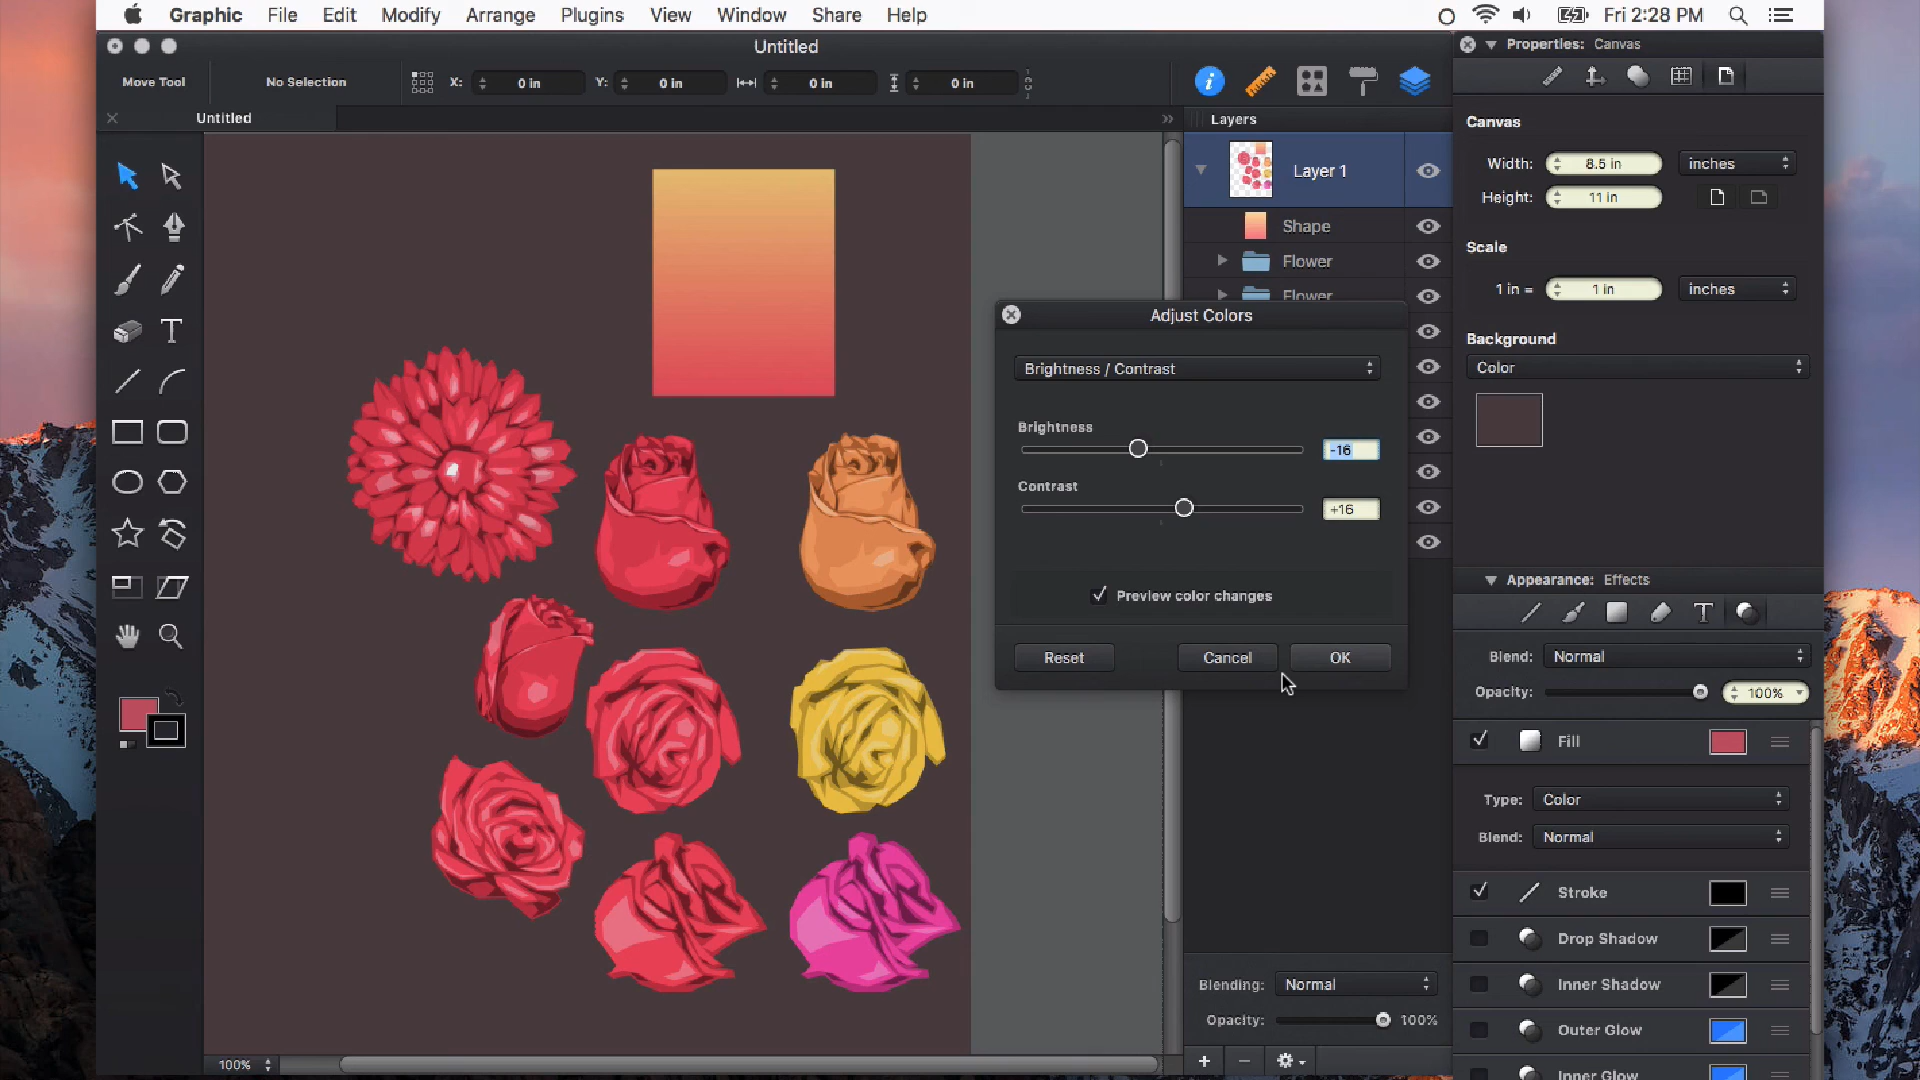 Graphic File Edit Modify Arrange Plugins View Window Share Help Fri 2:28 PM
Untitled
Move Tool No Selection X: 0 in Y: 0 in 0 in 0 in
Untitled
Layers
Layer 1
Shape
Flower
Flower
Adjust Colors
Brightness / Contrast
Brightness
-16
Contrast
+16
Preview color changes
Reset Cancel OK
Blending: Normal
Opacity: 100%
100%
Properties: Canvas
Canvas
Width: 8.5 in inches
Height: 11 in
Scale
1 in = 1 in inches
Background
Color
Appearance: Effects
Blend: Normal
Opacity: 100%
Fill
Type: Color
Blend: Normal
Stroke
Drop Shadow
Inner Shadow
Outer Glow
Inner Glow